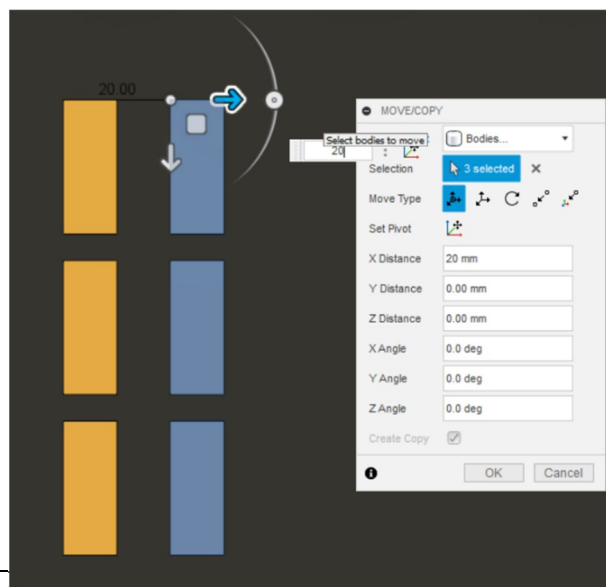 20.00
MOVE/COPY
Bodies...
Select bodies to move
20
Selection
3 selected
Move Type
Set Pivot
X Distance
20 mm
Y Distance
0.00 mm
Z Distance
0.00 mm
X Angle
0.0 deg
Y Angle
0.0 deg
Z Angle
0.0 deg
Create Copy
OK
Cancel